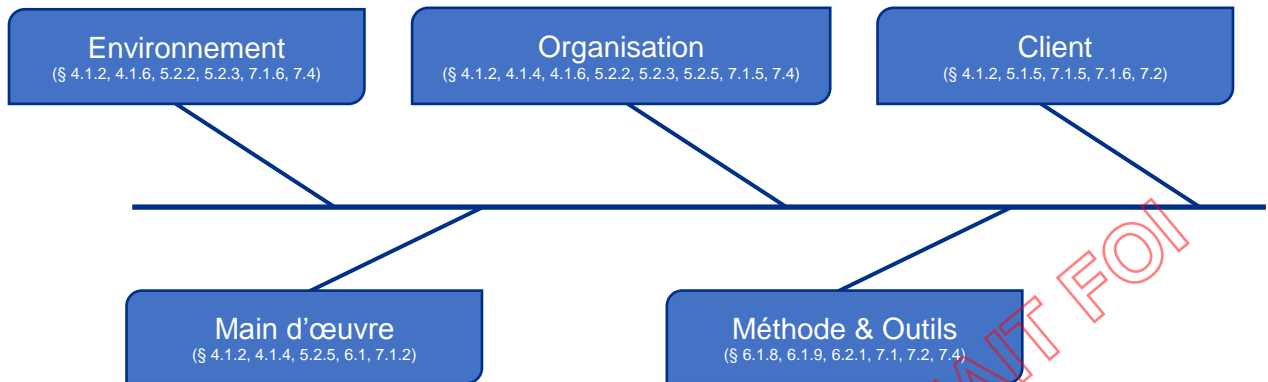 Environnement
(§ 4.1.2, 4.1.6, 5.2.2, 5.2.3, 7.1.6, 7.4)
Organisation
(§ 4.1.2, 4.1.4, 4.1.6, 5.2.2, 5.2.3, 5.2.5, 7.1.5, 7.4)
Client
(§ 4.1.2, 5.1.5, 7.1.5, 7.1.6, 7.2)
Main d’œuvre
(§ 4.1.2, 4.1.4, 5.2.5, 6.1, 7.1.2)
Méthode & Outils
(§ 6.1.8, 6.1.9, 6.2.1, 7.1, 7.2, 7.4)
FOI